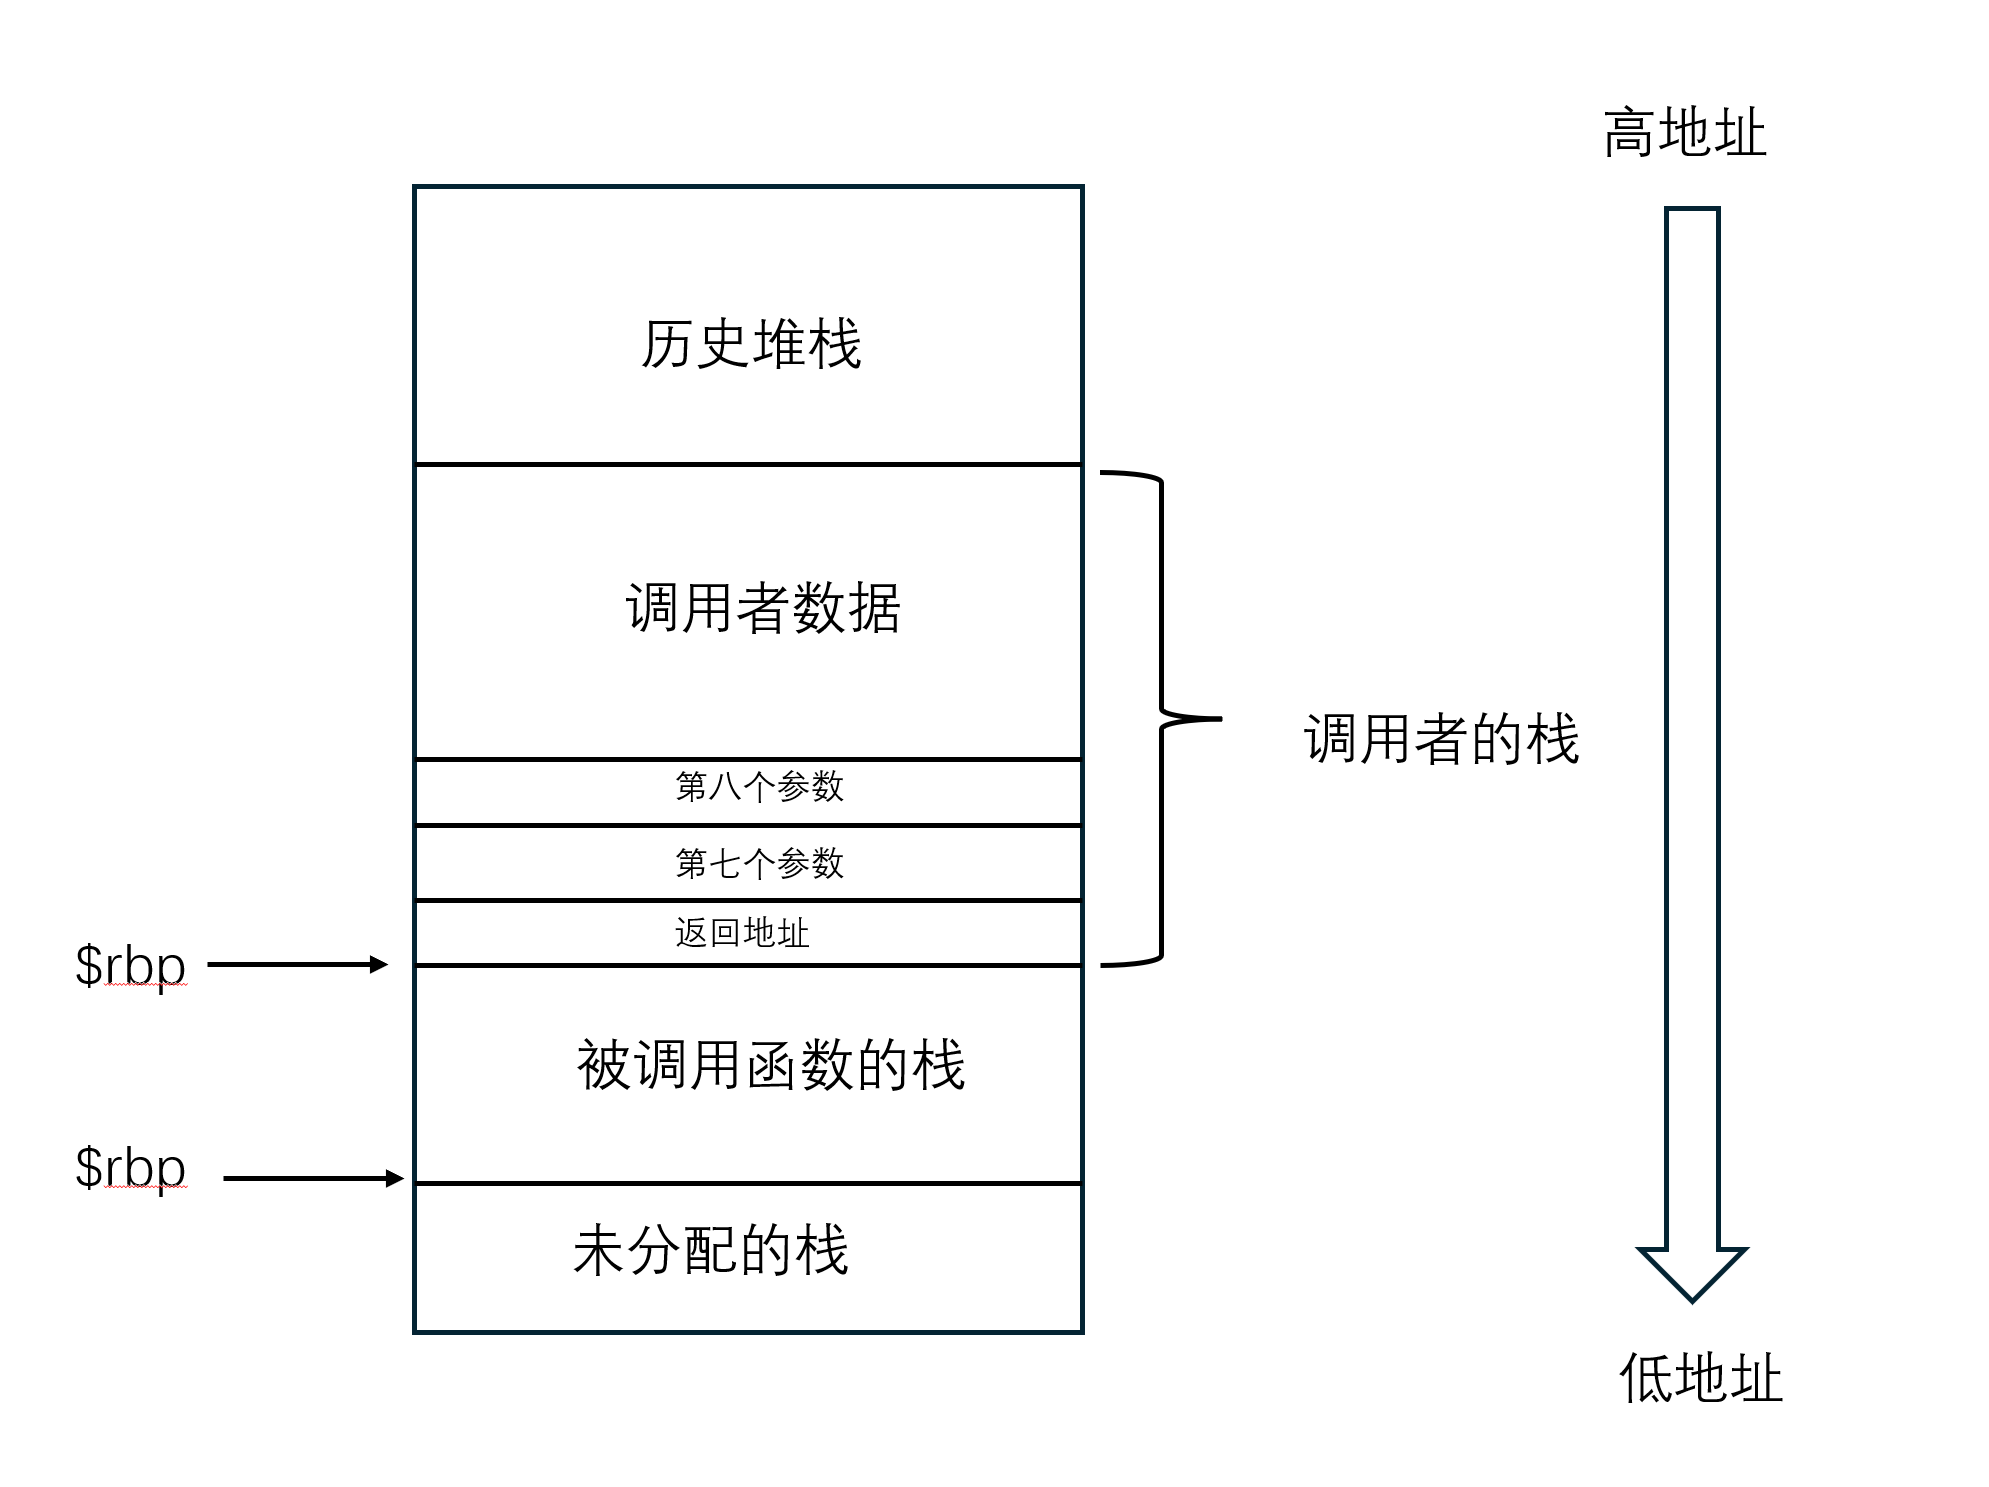 高地址
历史堆栈
调用者数据
调用者的栈
第八个参数
第七个参数
返回地址
$rbp
被调用函数的栈
$rbp
未分配的栈
低地址